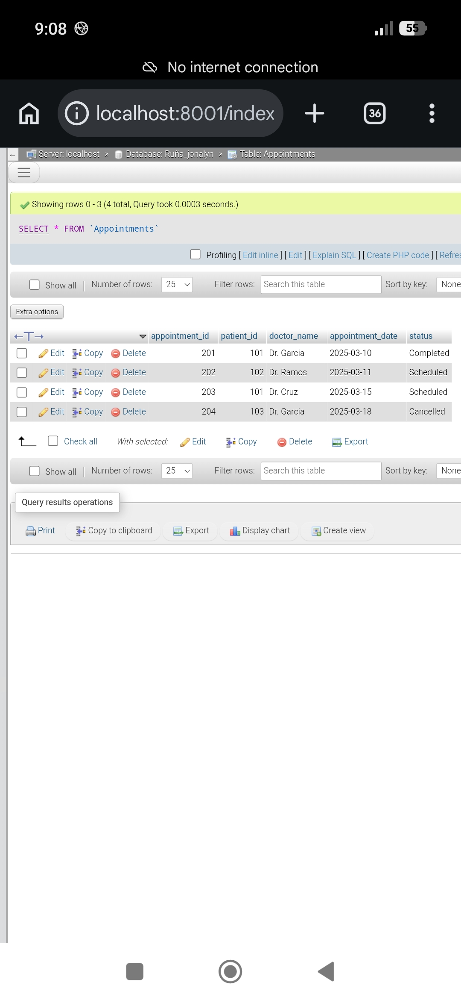 9:08 55
No internet connection
localhost:8001/index 36
← Server: localhost » Database: Ruña_jonalyn » Table: Appointments
Showing rows 0 - 3 (4 total, Query took 0.0003 seconds.)
SELECT * FROM `Appointments`
Profiling [ Edit inline ] [ Edit ] [ Explain SQL ] [ Create PHP code ] [ Refres
Show all | Number of rows: 25 Filter rows: Search this table Sort by key: None
Extra options
←T→ appointment_id patient_id doctor_name appointment_date status
Edit Copy Delete 201 101 Dr. Garcia 2025-03-10 Completed
Edit Copy Delete 202 102 Dr. Ramos 2025-03-11 Scheduled
Edit Copy Delete 203 101 Dr. Cruz 2025-03-15 Scheduled
Edit Copy Delete 204 103 Dr. Garcia 2025-03-18 Cancelled
Check all With selected: Edit Copy Delete Export
Show all | Number of rows: 25 Filter rows: Search this table Sort by key: None
Query results operations
Print Copy to clipboard Export Display chart Create view